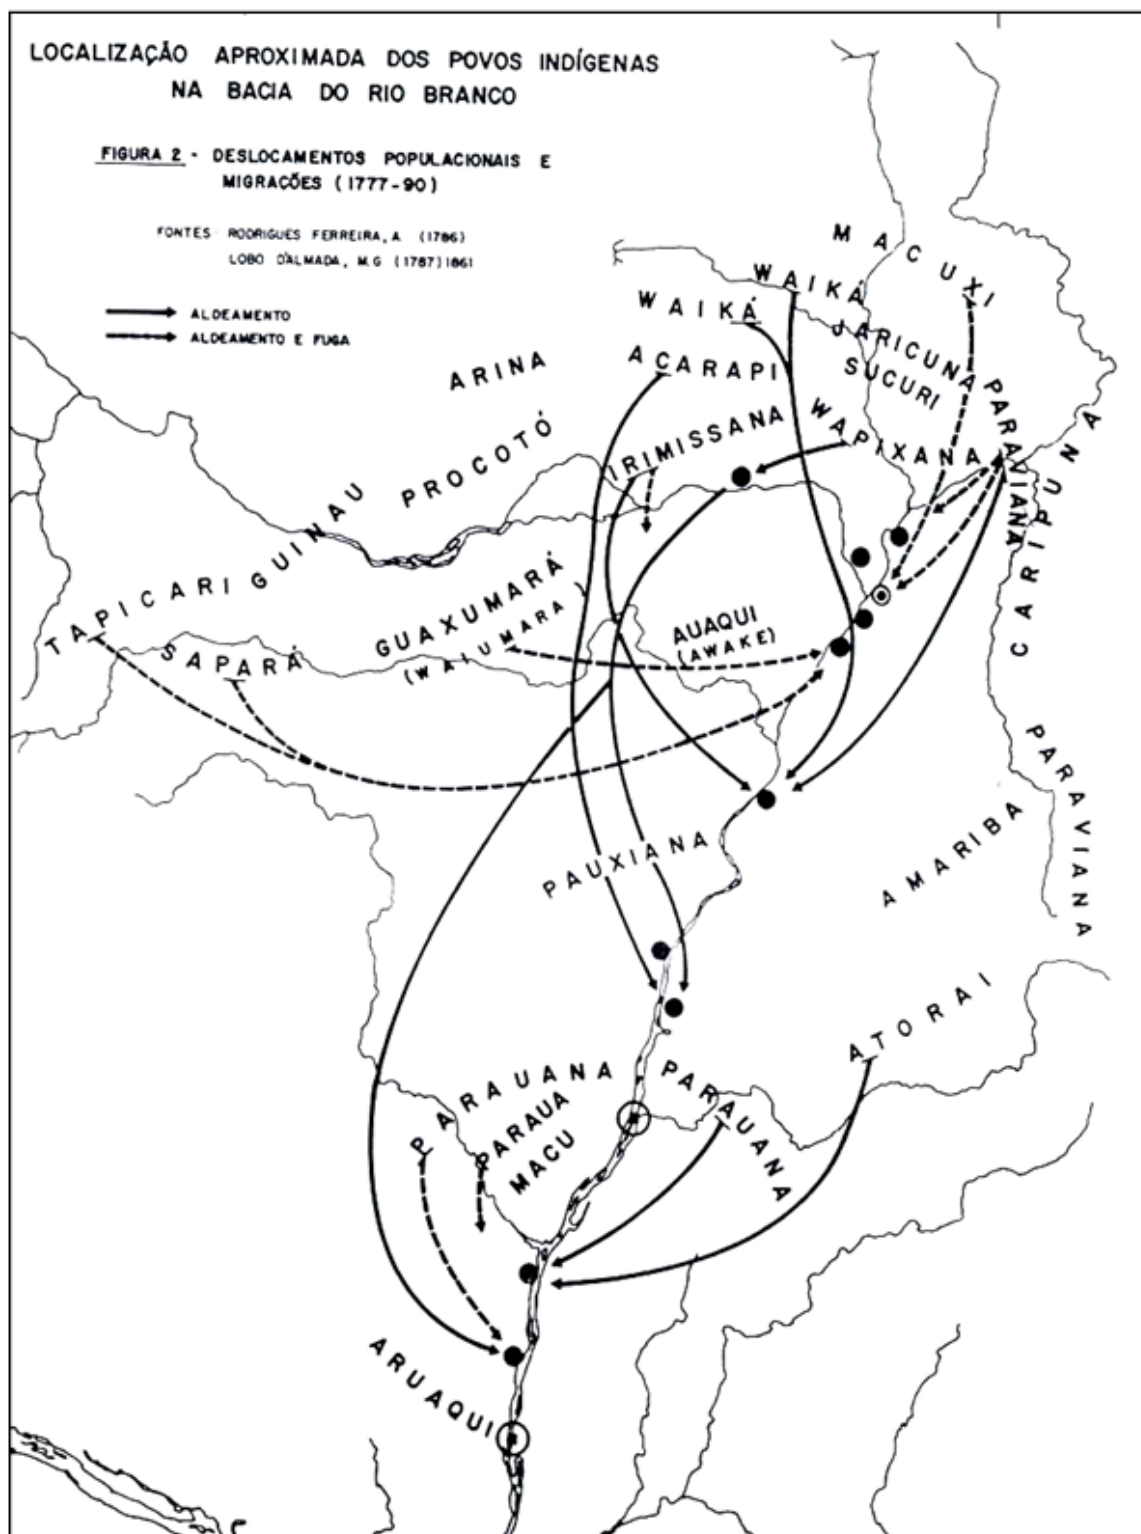 LOCALIZAÇÃO APROXIMADA DOS POVOS INDÍGENAS
NA BACIA DO RIO BRANCO
FIGURA 2 - DESLOCAMENTOS POPULACIONAIS E
MIGRAÇÕES (1777-90)
FONTES RODRIGUES FERREIRA, A (1786)
LOBO D'ALMADA, M.G (1787) 1861
ALDEAMENTO
ALDEAMENTO E FUGA
MACUXI
WAIKÁ
WAIKÁ
JARICUNA
SUCURI
ACARAPI
ARINA
PARAVIANA
CARIPUNA
WAPIXANA
IRIMISSANA
PROCOTÓ
GUINAU
TAPICARI
SAPARÁ
GUAXUMARÁ
(WAIUMARA)
AUAQUI
(AWAKE)
PARAVIANA
AMARIBA
PAUXIANA
ATORAI
PARAUANA
PARAUANA
PARAUA
MACU
ARUAQUI